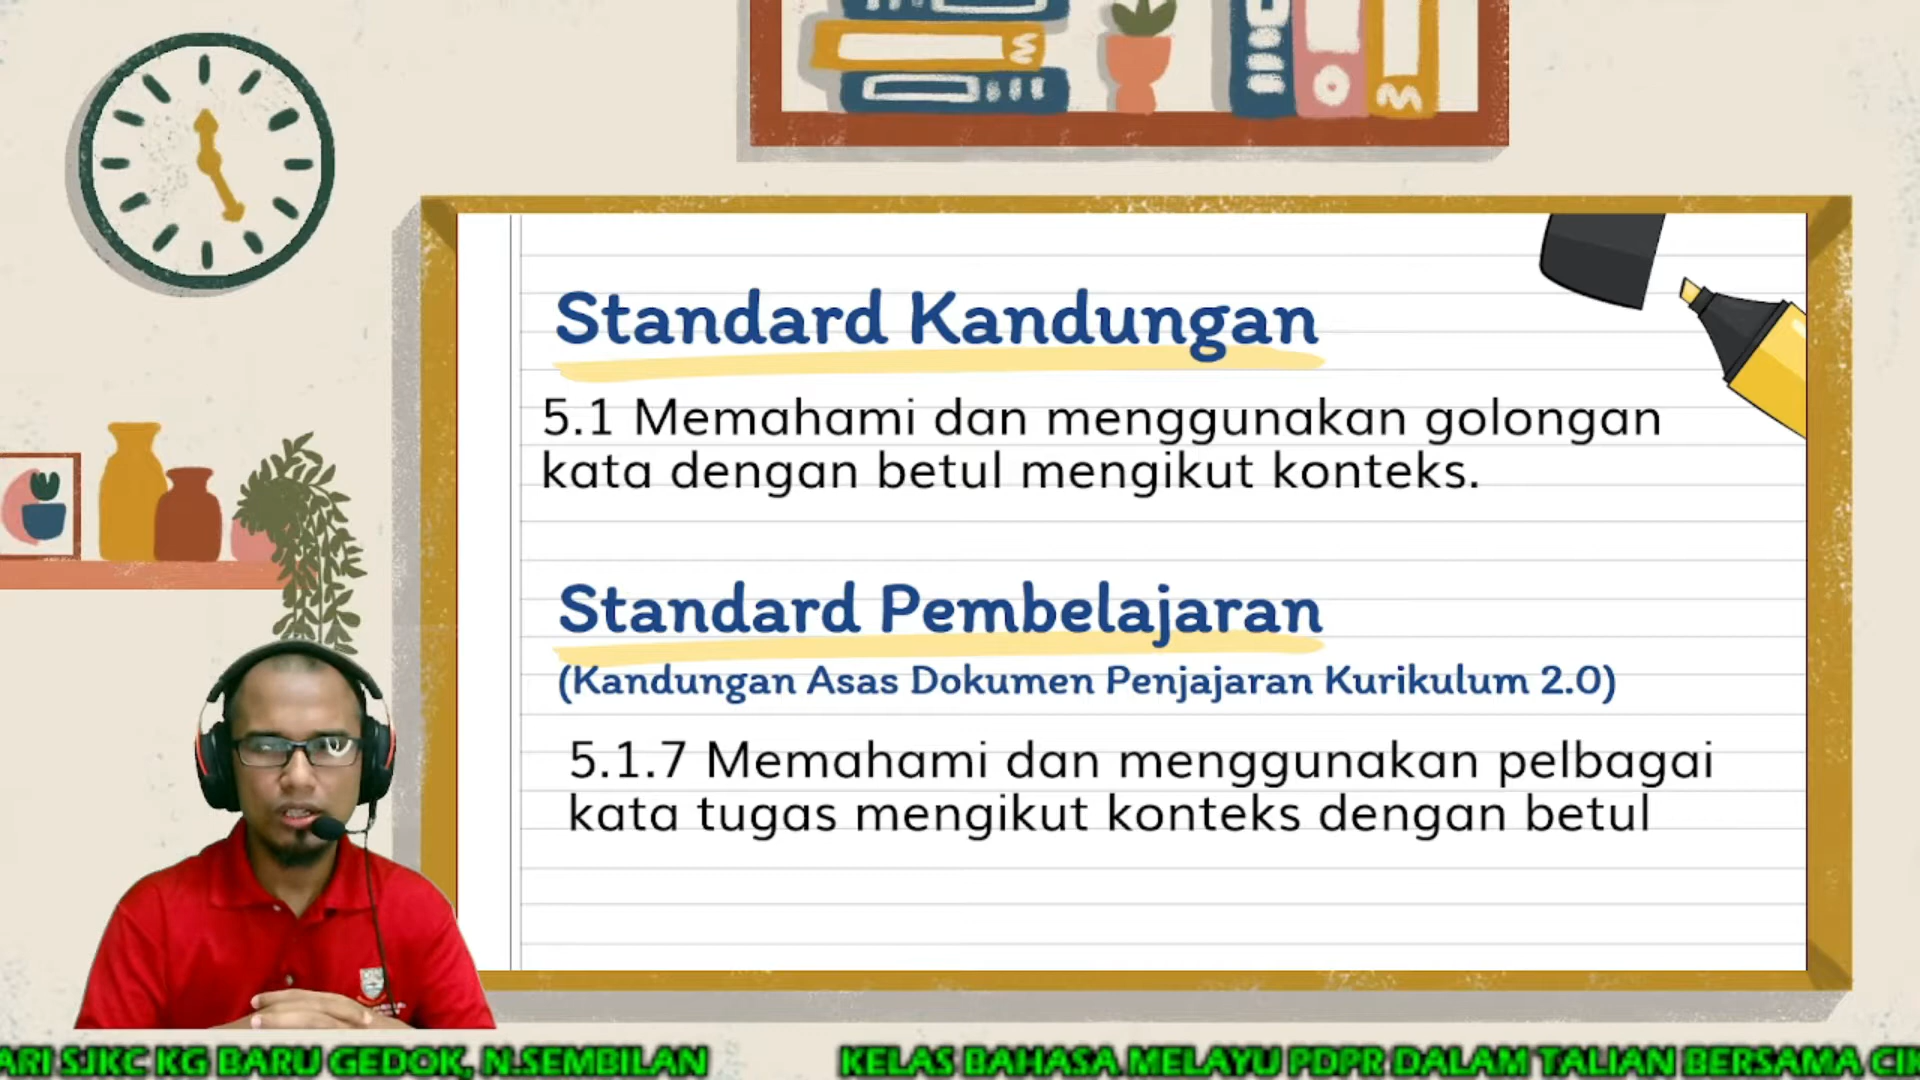 Standard Kandungan
5.1 Memahami dan menggunakan golongan
kata dengan betul mengikut konteks.
Standard Pembelajaran
(Kandungan Asas Dokumen Penjajaran Kurikulum 2.0)
5.1.7 Memahami dan menggunakan pelbagai
kata tugas mengikut konteks dengan betul
ARI SJKC KG BARU GEDOK, N.SEMBILAN KELAS BAHASA MELAYU PDPR DALAM TALIAN BERSAMA CIK